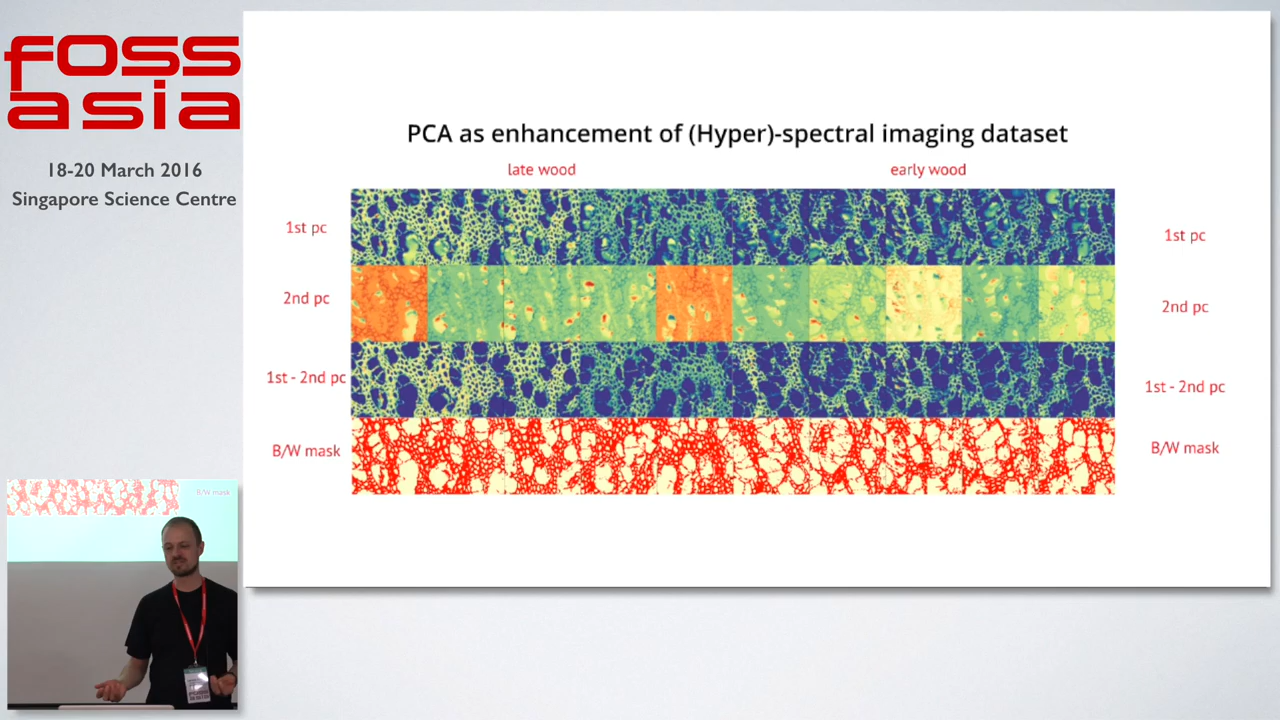 foss
asia
18-20 March 2016
Singapore Science Centre
PCA as enhancement of (Hyper)-spectral imaging dataset
late wood
early wood
1st pc
1st pc
2nd pc
2nd pc
1st - 2nd pc
1st - 2nd pc
B/W mask
B/W mask
B/W mask